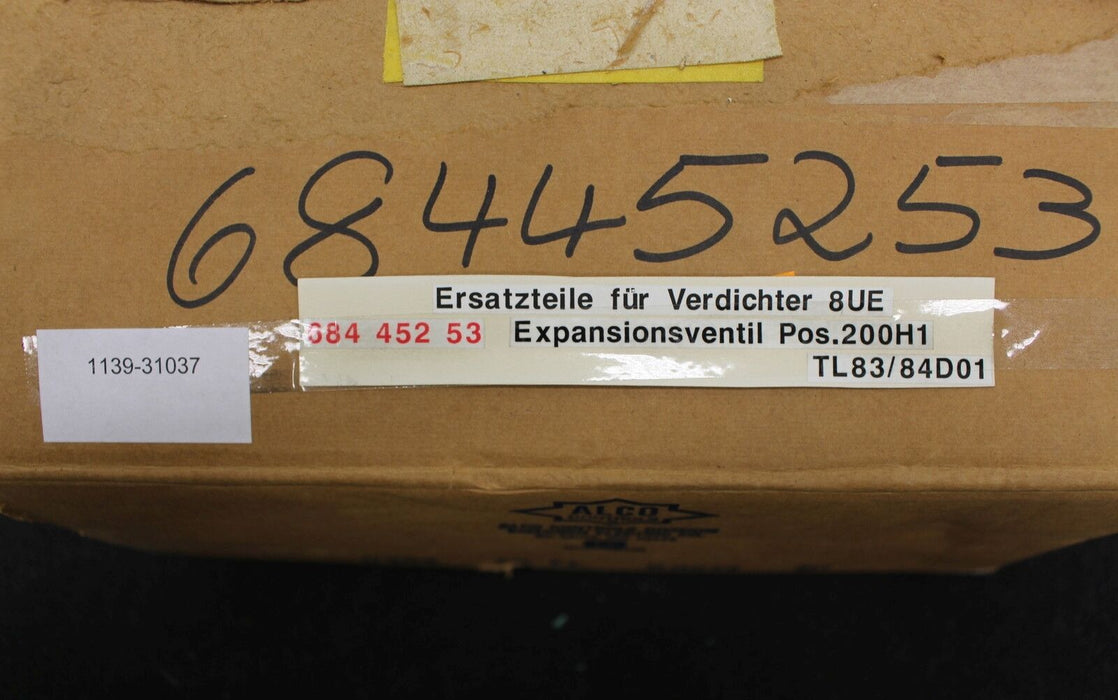 68445253
Ersatzteile für Verdichter 8UE
684 452 53 Expansionsventil Pos.200H1
TL83/84D01
1139-31037
ALCO